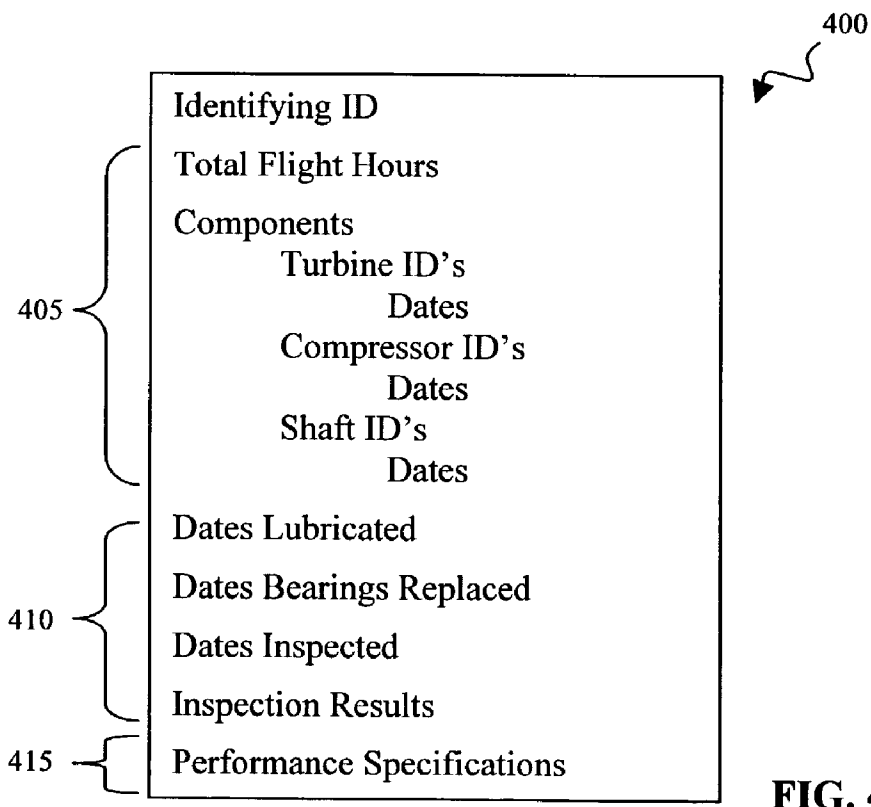 400
Identifying ID
Total Flight Hours
Components
Turbine ID's
Dates
405
Compressor ID's
Dates
Shaft ID's
Dates
Dates Lubricated
Dates Bearings Replaced
410
Dates Inspected
Inspection Results
415
Performance Specifications
FIG.